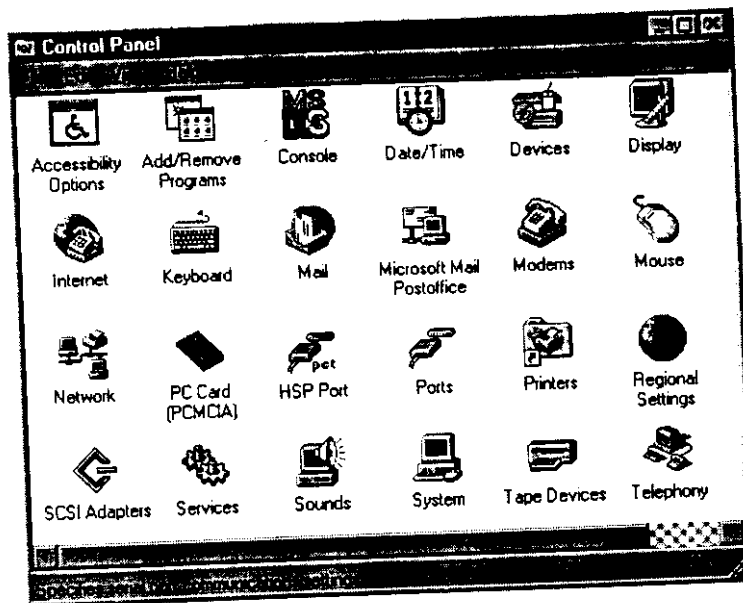 Control Panel
Accessibility
Options
Add/Remove
Programs
Console
Date/Time
Devices
Display
Internet
Keyboard
Mail
Microsoft Mail
Postoffice
Modems
Mouse
Network
PC Card
(PCMCIA)
HSP Port
Ports
Printers
Regional
Settings
SCSI Adapters
Services
Sounds
System
Tape Devices
Telephony